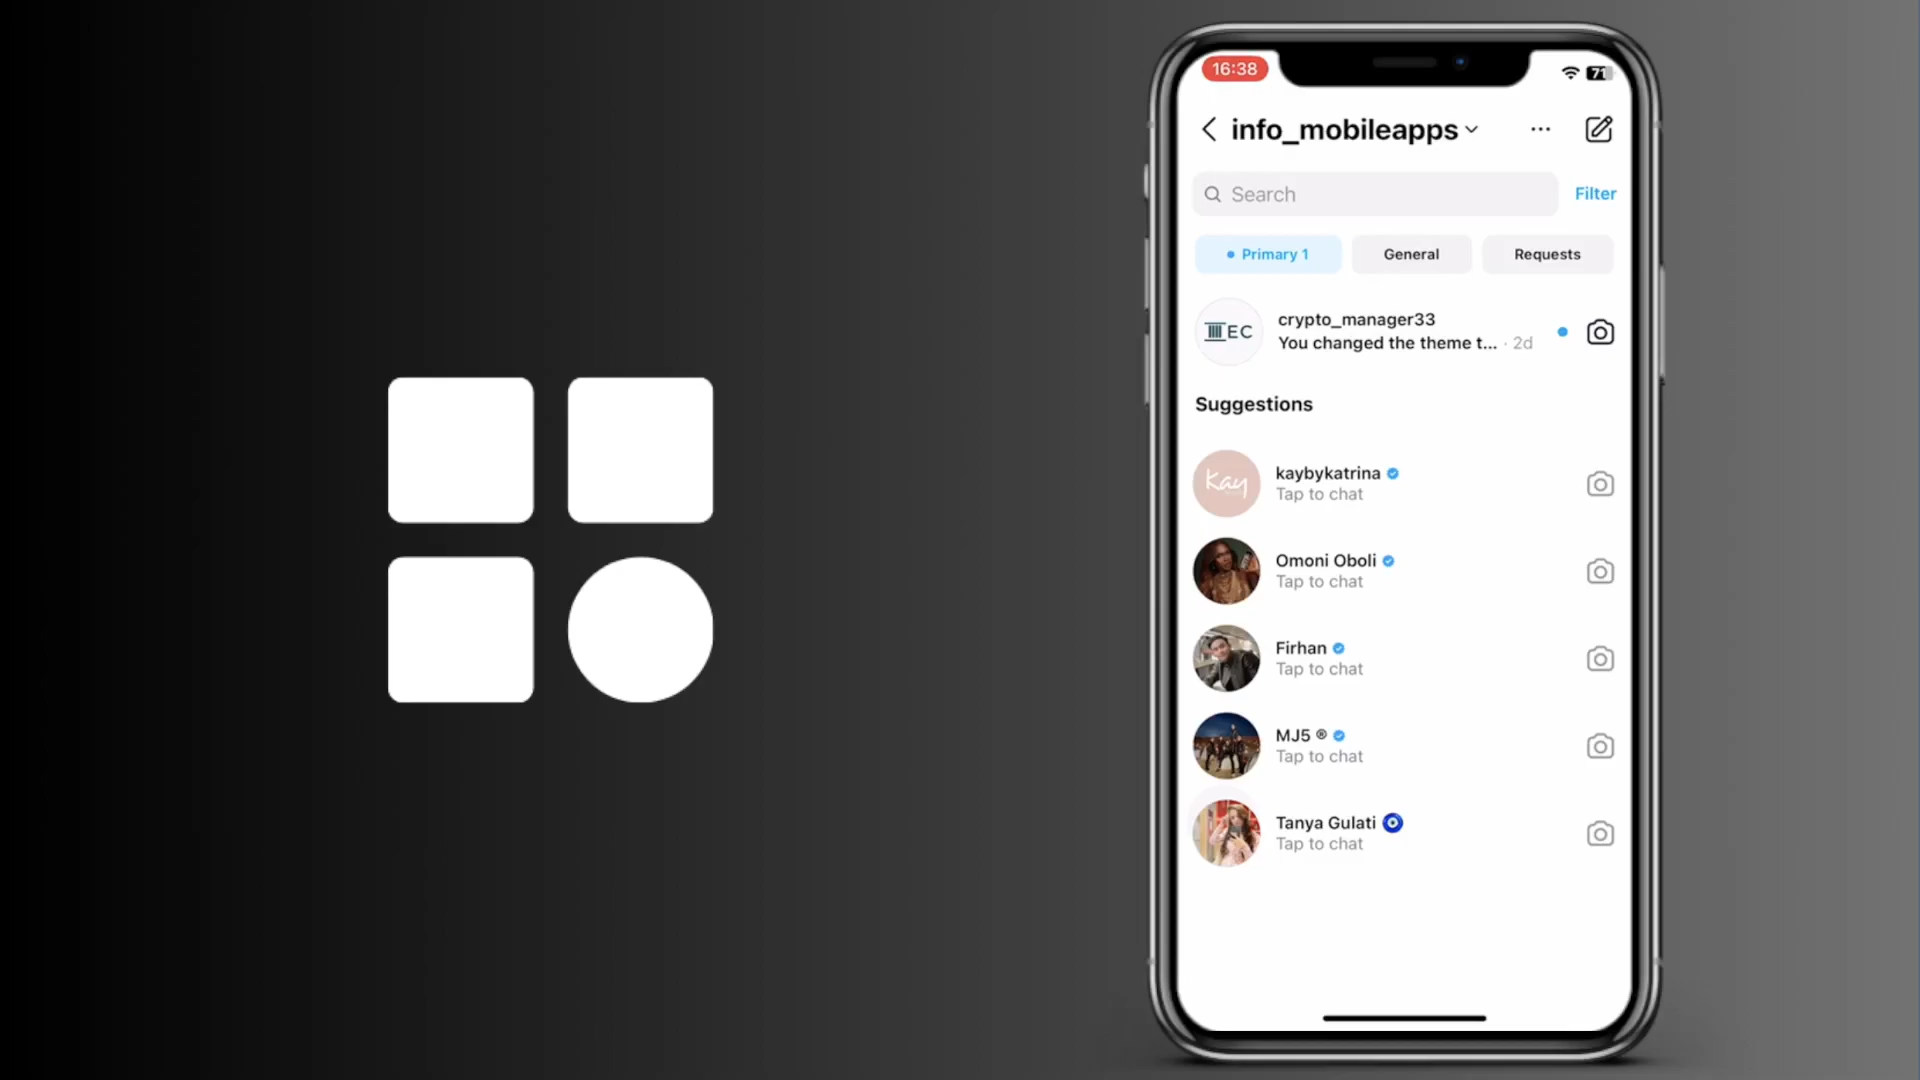 16:38
71
info_mobileapps
Search
Filter
Primary 1
General
Requests
EC
crypto_manager33
You changed the theme t... · 2d
Suggestions
Kay
kaybykatrina
Tap to chat
Omoni Oboli
Tap to chat
Firhan
Tap to chat
MJ5 ®
Tap to chat
Tanya Gulati
Tap to chat